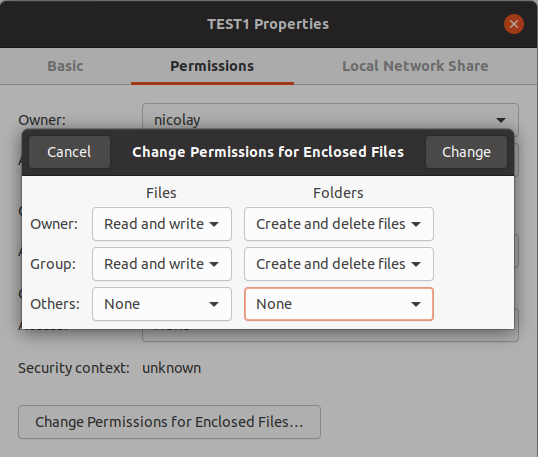 TEST1 Properties
Basic Permissions Local Network Share
Owner: nicolay
Cancel Change Permissions for Enclosed Files Change
Files Folders
Owner: Read and write Create and delete files
Group: Read and write Create and delete files
Others: None None
Security context: unknown
Change Permissions for Enclosed Files…